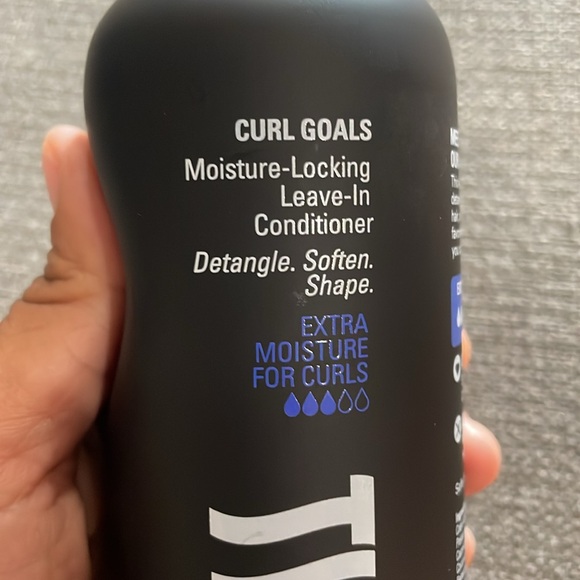 CURL GOALS
Moisture-Locking
Leave-In
Conditioner
Detangle. Soften.
Shape.
EXTRA
MOISTURE
FOR CURLS